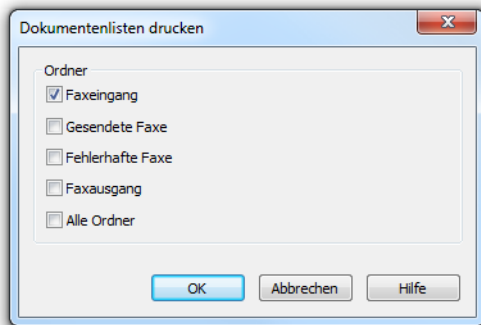 Dokumentenlisten drucken
Ordner
Faxeingang
Gesendete Faxe
Fehlerhafte Faxe
Faxausgang
Alle Ordner
OK Abbrechen Hilfe